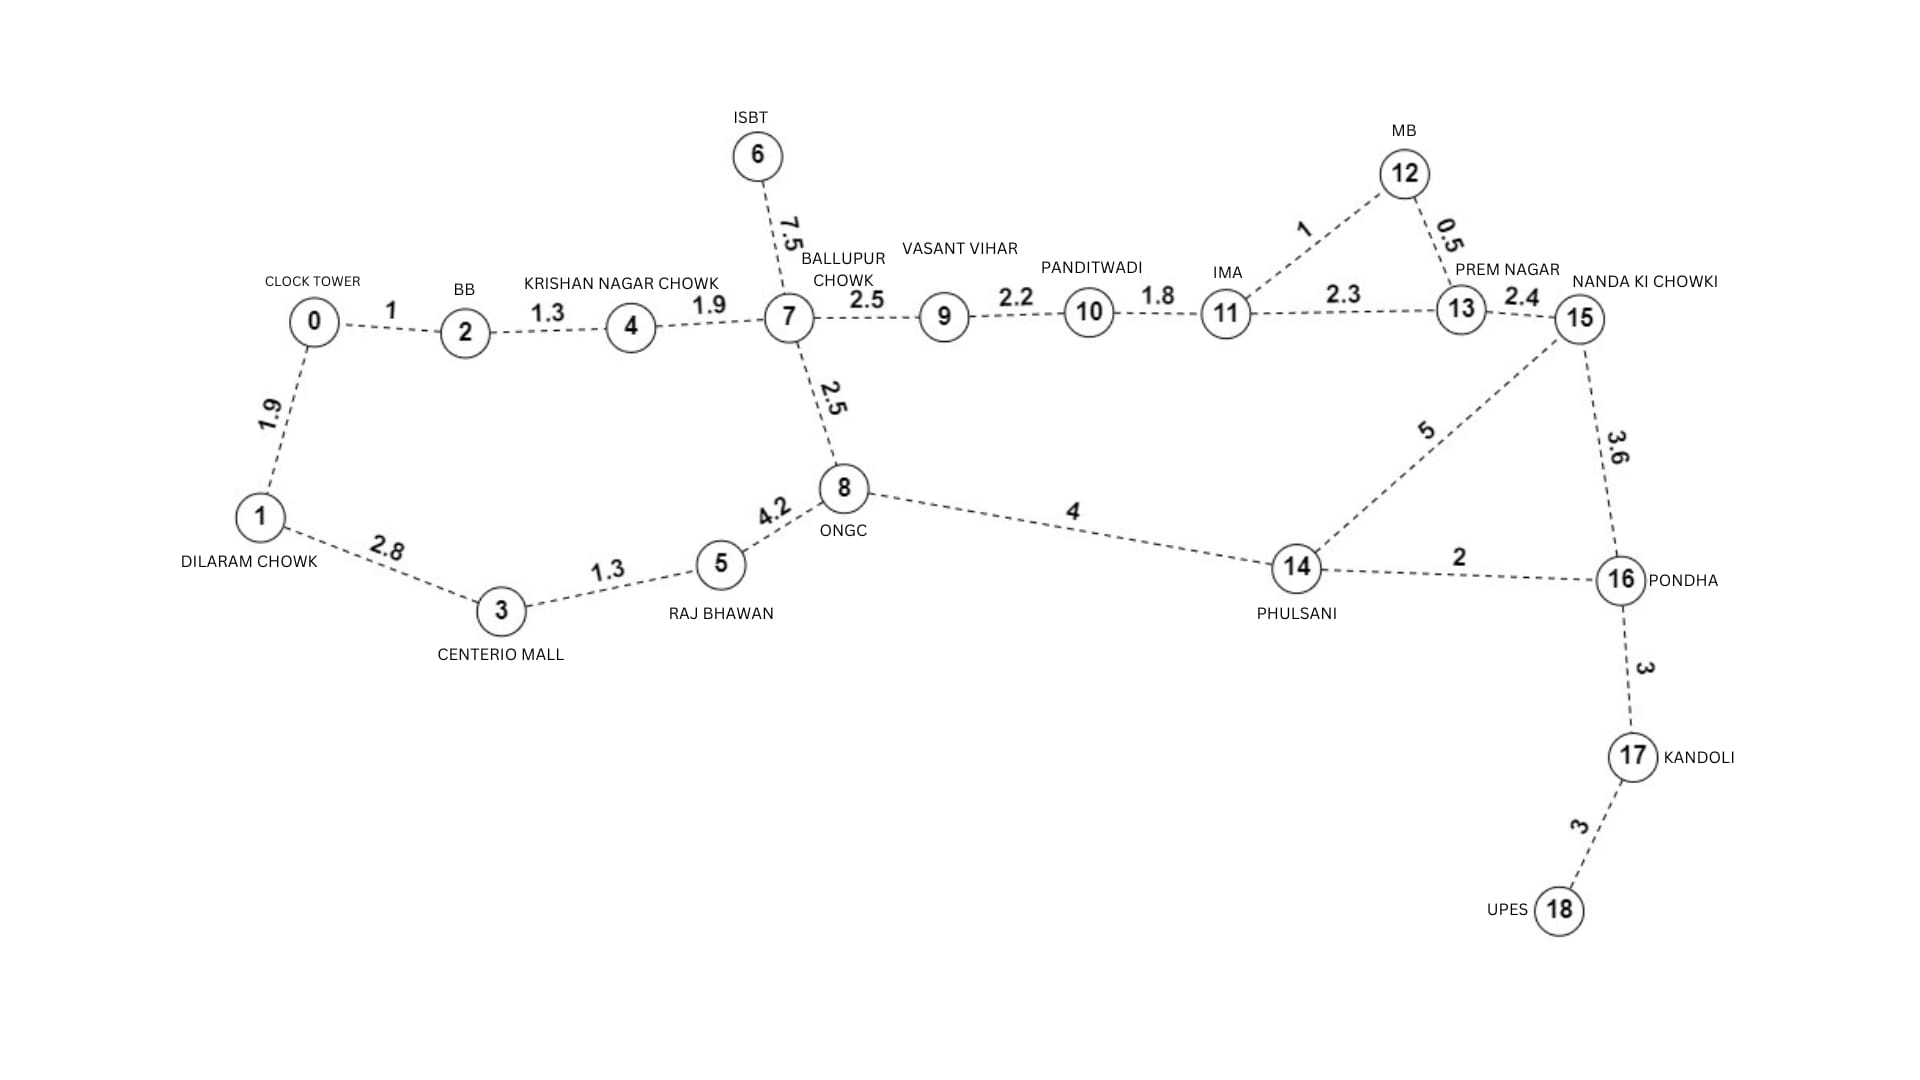 ISBT
6
MB
12
7.5
1
0.5
BALLUPUR
CHOWK
VASANT VIHAR
PANDITWADI
IMA
PREM NAGAR
NANDA KI CHOWKI
CLOCK TOWER
BB
KRISHAN NAGAR CHOWK
0
1
2
1.3
4
1.9
7
2.5
9
2.2
10
1.8
11
2.3
13
2.4
15
1.9
2.5
5
3.6
1
DILARAM CHOWK
2.8
3
CENTERIO MALL
1.3
5
RAJ BHAWAN
4.2
8
ONGC
4
14
PHULSANI
2
16
PONDHA
3
17
KANDOLI
3
UPES
18